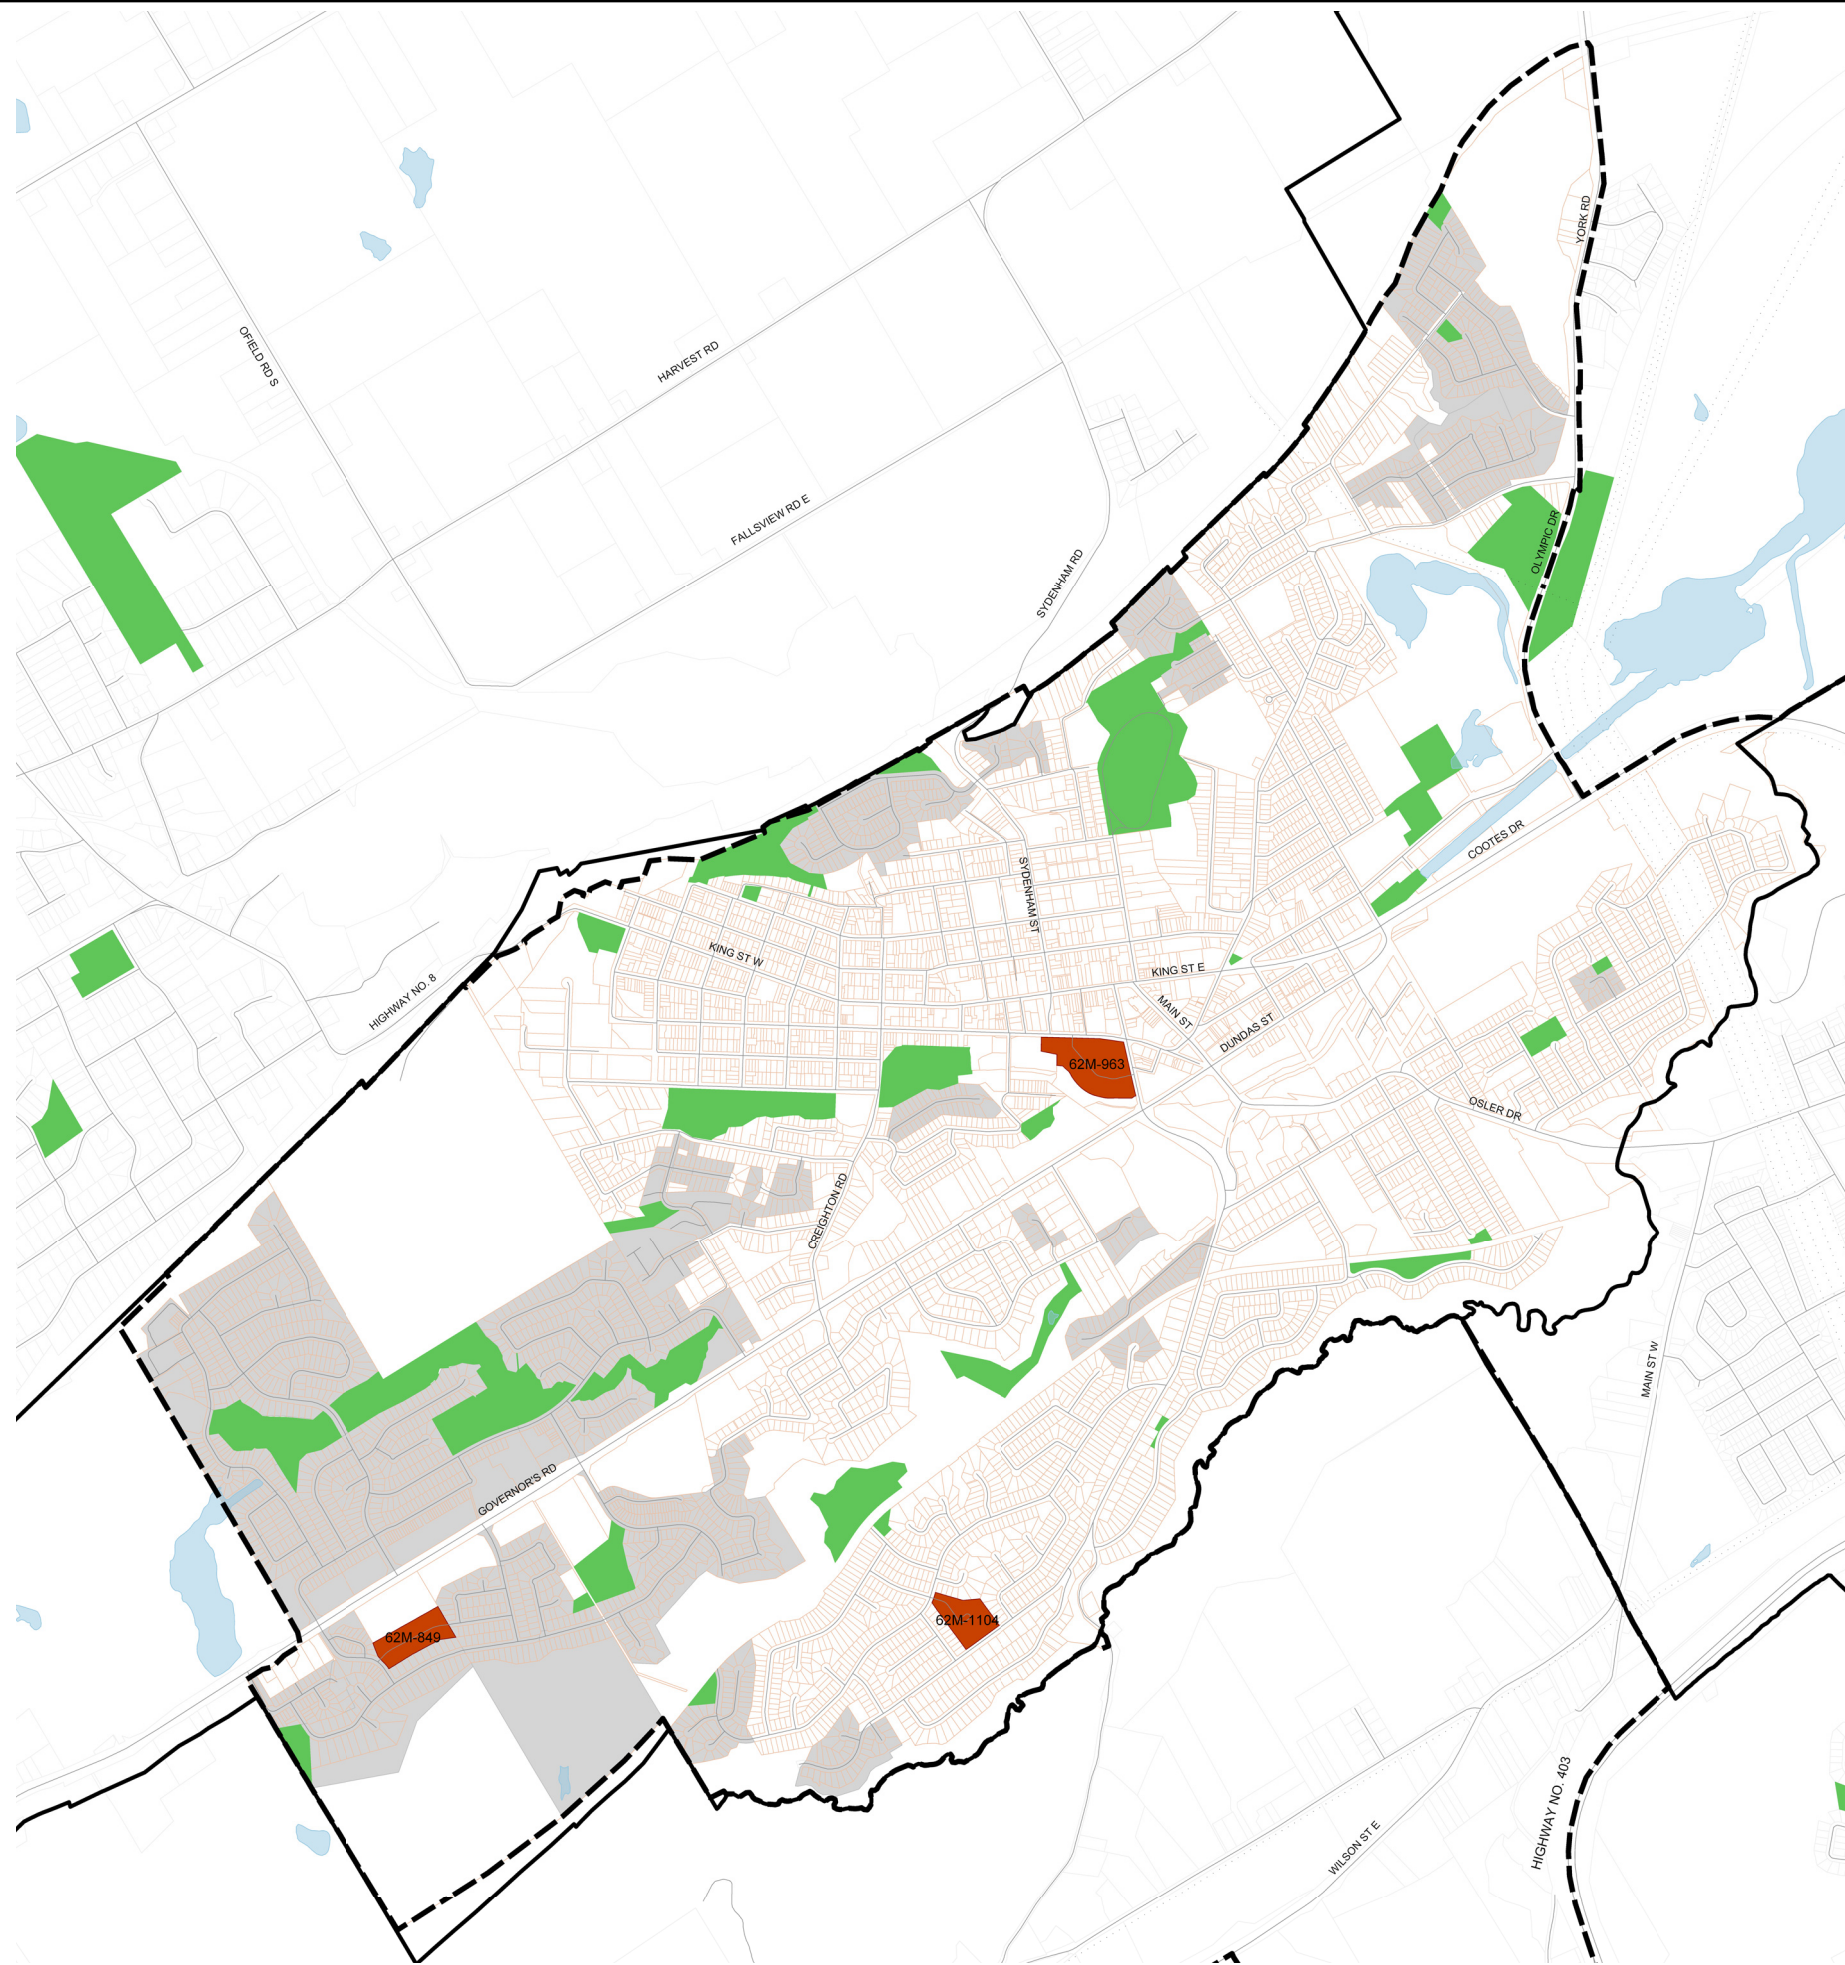 YORK RD
OFIELD RD S
HARVEST RD
FALLSVIEW RD E
OLYMPIC DR
SYDENHAM RD
COOTES DR
SYDENHAM ST
KING ST W
KING ST E
HIGHWAY NO. 8
MAIN ST
DUNDAS ST
62M-963
OSLER DR
CREIGHTON RD
MAIN ST W
GOVERNOR'S RD
62M-1104
62M-849
HIGHWAY NO. 403
WILSON ST E